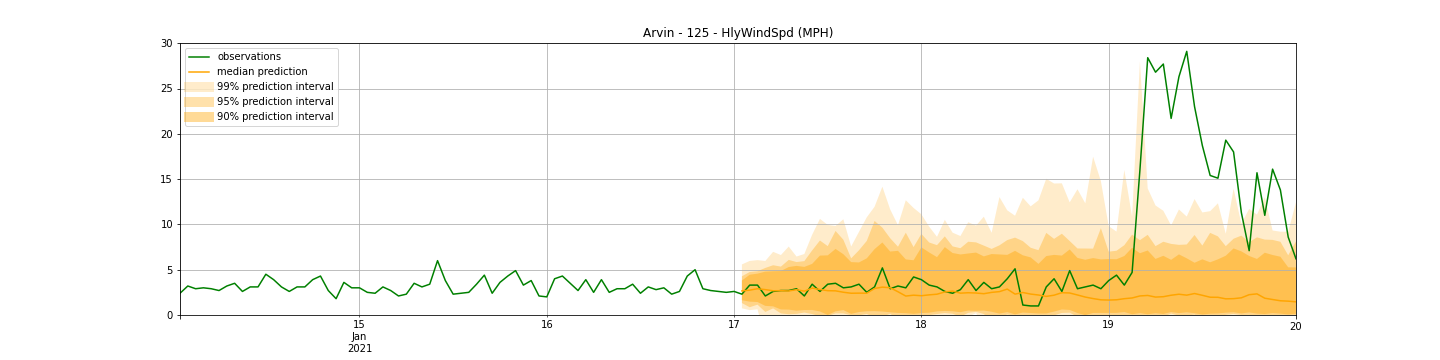 Arvin - 125 - HlyWindSpd (MPH)
30
25
20
15
10
5
0
observations
median prediction
99% prediction interval
95% prediction interval
90% prediction interval
15
16
17
18
19
20
Jan
2021